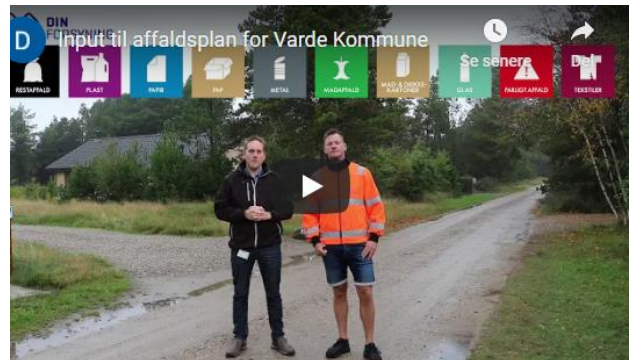 DIN
FORSYNING
D
Input til affaldsplan for Varde Kommune
Se senere
Del
RESTAFFALD
PLAST
PAPIR
PAP
METAL
MADAFFALD
MAD- & DRIKKE-
KARTONER
GLAS
FARLIGT AFFALD
TEKSTILER